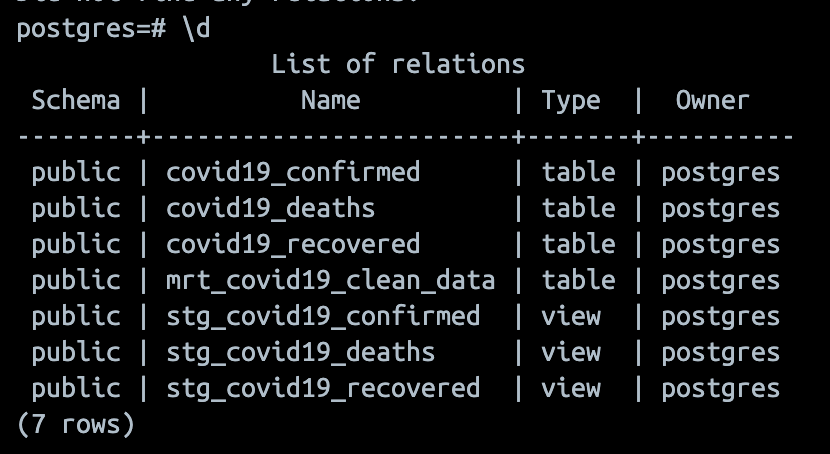 postgres=# \d
List of relations
Schema | Name | Type | Owner
--------+------------------------+-------+----------
public | covid19_confirmed | table | postgres
public | covid19_deaths | table | postgres
public | covid19_recovered | table | postgres
public | mrt_covid19_clean_data | table | postgres
public | stg_covid19_confirmed | view | postgres
public | stg_covid19_deaths | view | postgres
public | stg_covid19_recovered | view | postgres
(7 rows)